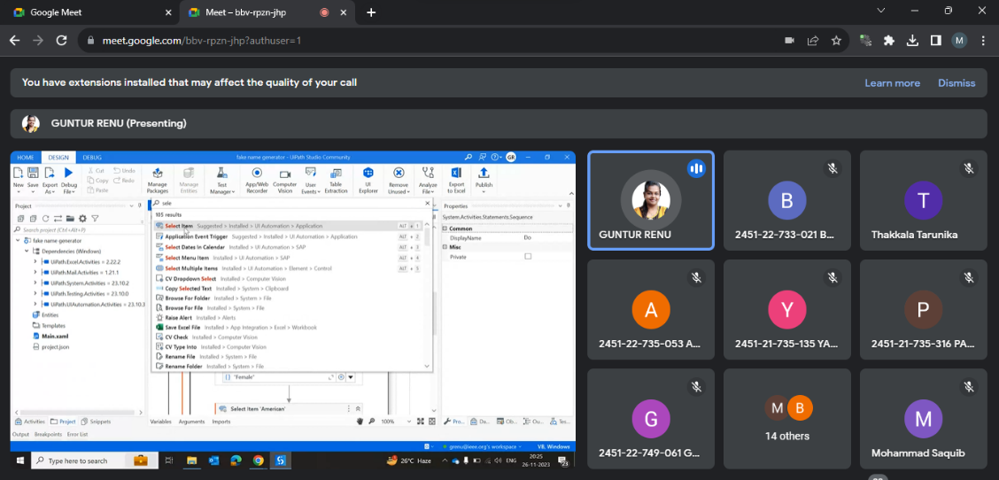 Google Meet
Meet – bbv-rpzn-jhp
meet.google.com/bbv-rpzn-jhp?authuser=1
M
You have extensions installed that may affect the quality of your call
Learn more
Dismiss
GUNTUR RENU (Presenting)
HOME DESIGN DEBUG
fake name generator - UiPath Studio Community
GR
New Save Export As Debug File
Cut Copy Paste
Undo Redo
Manage Packages
Manage Entities
Test Manager
App/Web Recorder
Computer Vision
User Events
Table Extraction
UI Explorer
Remove Unused
Analyze File
Export to Excel
Publish
Project
Search project (Ctrl+Alt+F)
fake name generator
Dependencies (Windows)
UiPath.Excel.Activities = 2.22.2
UiPath.Mail.Activities = 1.21.1
UiPath.System.Activities = 23.10.2
UiPath.Testing.Activities = 23.10.0
UiPath.UIAutomation.Activities = 23.10.3
Entities
Templates
Main.xaml
project.json
sele
105 results
Select Item Suggested > Installed > UI Automation > Application ALT + 1
Application Event Trigger Suggested > Installed > UI Automation > Application ALT + 2
Select Dates In Calendar Installed > UI Automation > SAP ALT + 3
Select Menu Item Installed > UI Automation > SAP ALT + 4
Select Multiple Items Installed > UI Automation > Element > Control ALT + 5
CV Dropdown Select Installed > Computer Vision
Copy Selected Text Installed > System > Clipboard
Browse For Folder Installed > System > File
Browse For File Installed > System > File
Raise Alert Installed > Alerts
Save Excel File Installed > App Integration > Excel > Workbook
CV Check Installed > Computer Vision
CV Type Into Installed > Computer Vision
Rename File Installed > System > File
Rename Folder Installed > System > File
"Female"
Select Item 'American'
Properties
System.Activities.Statements.Sequence
Common
DisplayName Do
Misc
Private
Activities Project Snippets
Variables Arguments Imports
100%
Pro... Da... Ob... Ou... Tes...
Output Breakpoints Error List
VB, Windows
Type here to search
26°C Haze
ENG
20:25
26-11-2023
GUNTUR RENU
B
2451-22-733-021 B...
T
Thakkala Tarunika
A
2451-22-735-053 A...
Y
2451-21-735-135 YA...
P
2451-21-735-316 PA...
G
2451-22-749-061 G...
M B
14 others
M
Mohammad Saquib